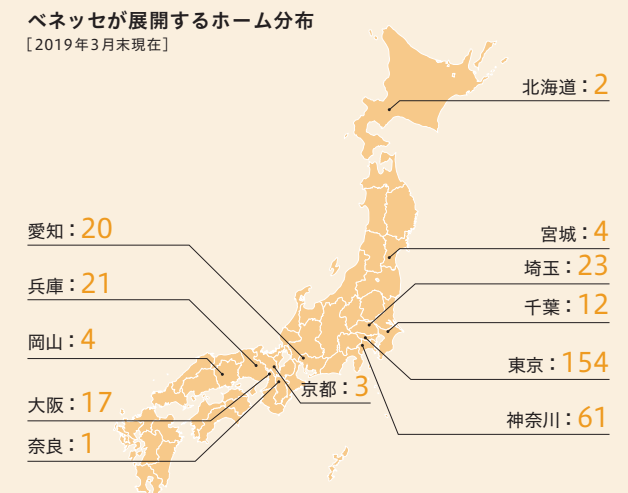 ベネッセが展開するホーム分布
［2019年3月末現在］
北海道：2
愛知：20
宮城：4
埼玉：23
兵庫：21
千葉：12
岡山：4
東京：154
京都：3
大阪：17
神奈川：61
奈良：1